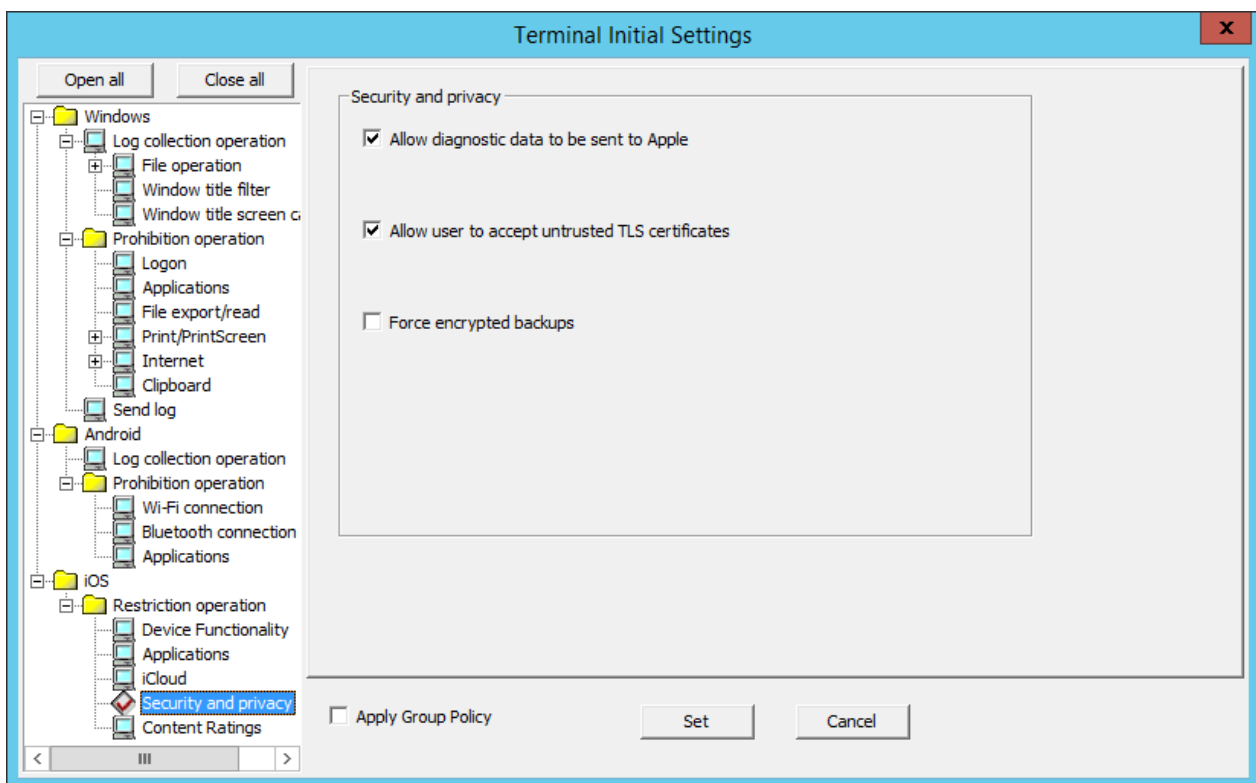 Terminal Initial Settings
x
Open all
Close all
Windows
Log collection operation
File operation
Window title filter
Window title screen ca
Prohibition operation
Logon
Applications
File export/read
Print/PrintScreen
Internet
Clipboard
Send log
Android
Log collection operation
Prohibition operation
Wi-Fi connection
Bluetooth connection
Applications
iOS
Restriction operation
Device Functionality
Applications
iCloud
Security and privacy
Content Ratings
Security and privacy
Allow diagnostic data to be sent to Apple
Allow user to accept untrusted TLS certificates
Force encrypted backups
Apply Group Policy
Set
Cancel